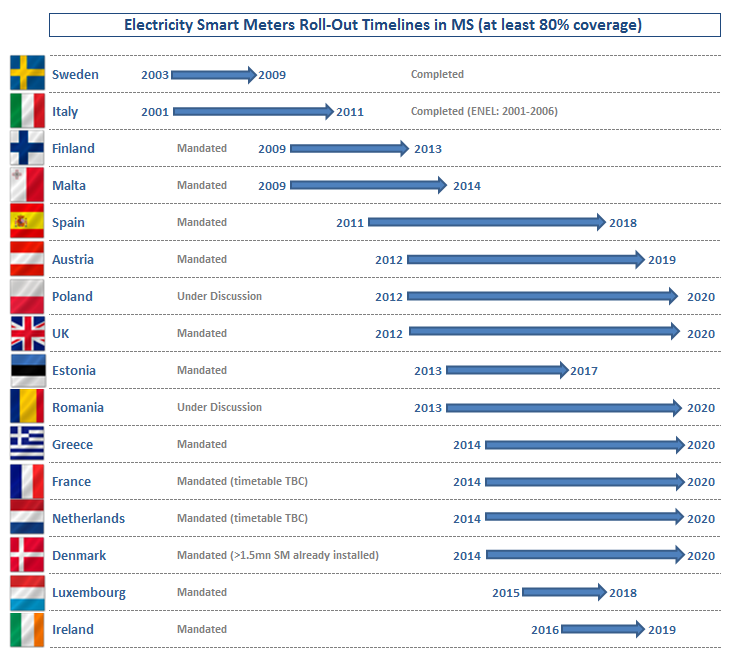 Electricity Smart Meters Roll-Out Timelines in MS (at least 80% coverage)
Sweden 2003 2009 Completed
Italy 2001 2011 Completed (ENEL: 2001-2006)
Finland Mandated 2009 2013
Malta Mandated 2009 2014
Spain Mandated 2011 2018
Austria Mandated 2012 2019
Poland Under Discussion 2012 2020
UK Mandated 2012 2020
Estonia Mandated 2013 2017
Romania Under Discussion 2013 2020
Greece Mandated 2014 2020
France Mandated (timetable TBC) 2014 2020
Netherlands Mandated (timetable TBC) 2014 2020
Denmark Mandated (>1.5mn SM already installed) 2014 2020
Luxembourg Mandated 2015 2018
Ireland Mandated 2016 2019